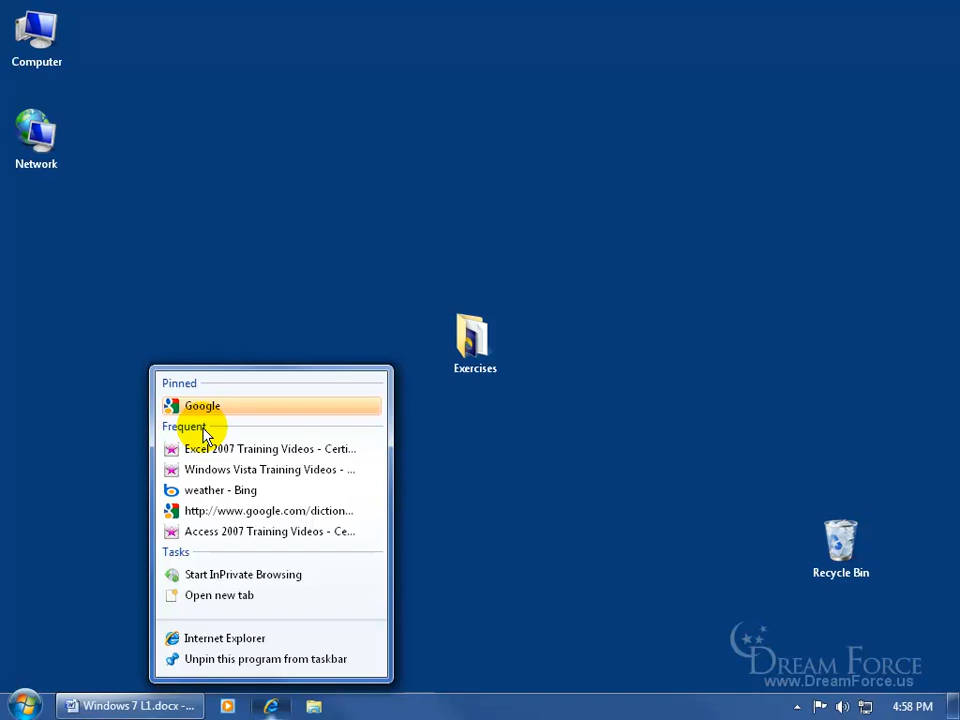 Computer
Network
Exercises
Pinned
Google
Frequent
Excel 2007 Training Videos - Certi...
Windows Vista Training Videos - ...
weather - Bing
http://www.google.com/diction...
Access 2007 Training Videos - Ce...
Tasks
Start InPrivate Browsing
Open new tab
Internet Explorer
Unpin this program from taskbar
Recycle Bin
DREAM FORCE
www.DreamForce.us
Windows 7 L1.docx -...
4:58 PM